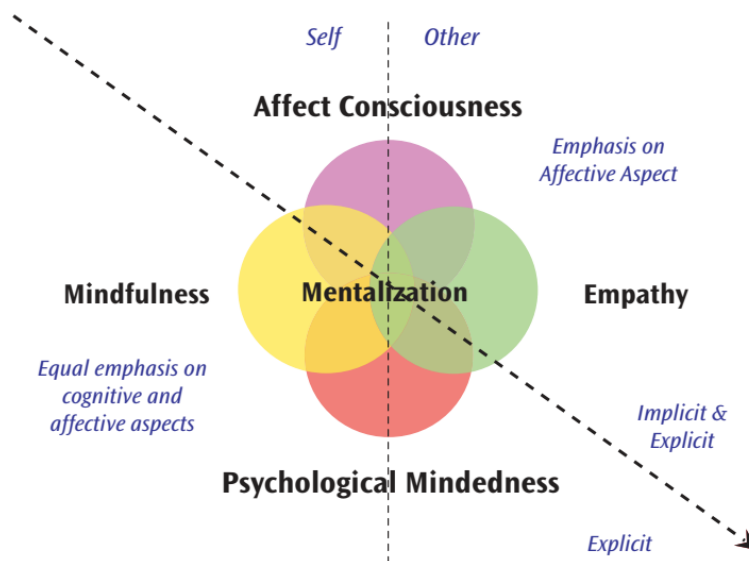 Self
Other
Affect Consciousness
Emphasis on
Affective Aspect
Mindfulness
Mentalization
Empathy
Equal emphasis on
cognitive and
affective aspects
Implicit &
Explicit
Psychological Mindedness
Explicit